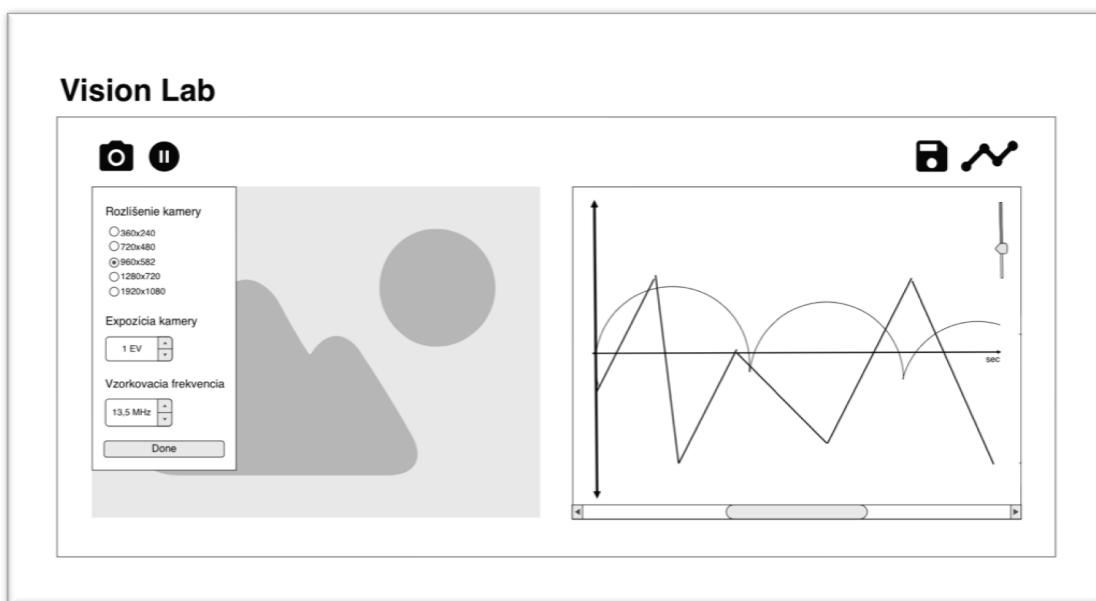 Vision Lab
Rozlíšenie kamery
360x240
720x480
960x582
1280x720
1920x1080
Expozícia kamery
1 EV
Vzorkovacia frekvencia
13,5 MHz
Done
sec